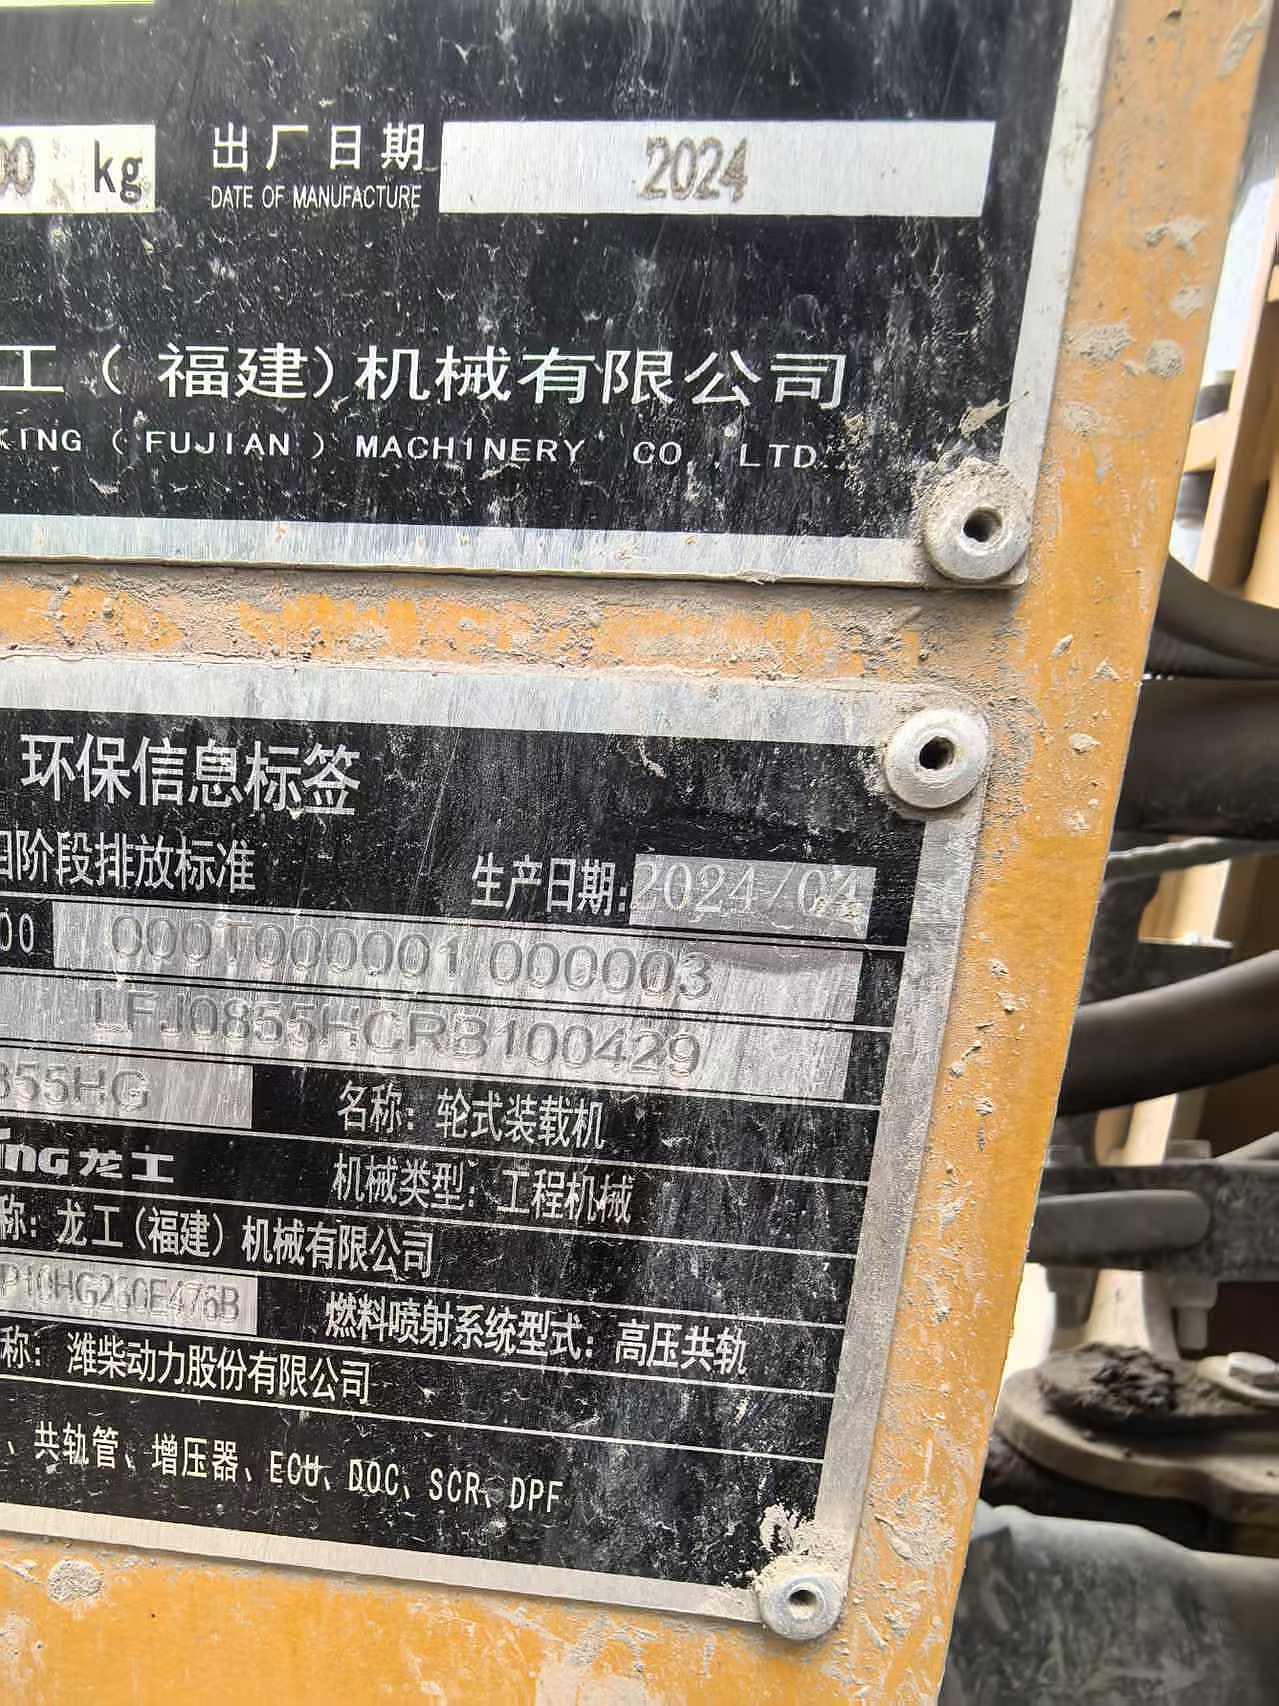 00 kg 出厂日期 2024
DATE OF MANUFACTURE
工（福建）机械有限公司
KING (FUJIAN) MACHINERY CO.,LTD.
环保信息标签
阶段排放标准 生产日期:2024/04
00 000T000001 000003
LFJ0855HCRB100429
855HG 名称: 轮式装载机
ing 龙工 机械类型: 工程机械
称: 龙工(福建)机械有限公司
P10HG260E476B 燃料喷射系统型式: 高压共轨
称: 潍柴动力股份有限公司
、共轨管、增压器、ECU、DOC、SCR、DPF